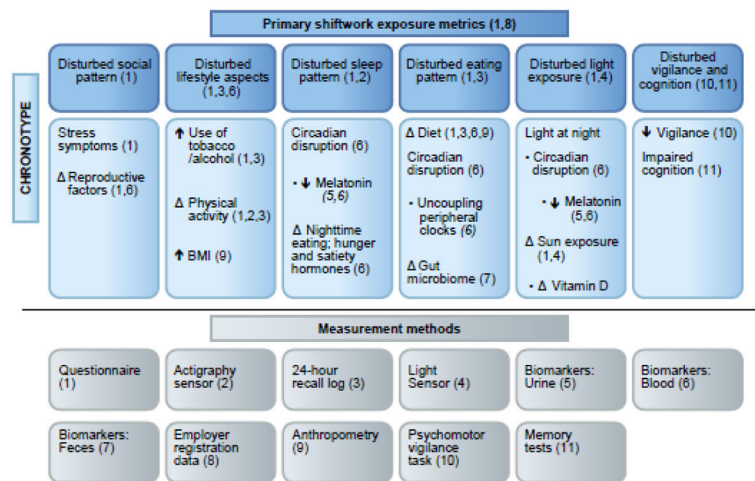 Primary shiftwork exposure metrics (1,8)
CHRONOTYPE
Disturbed social
pattern (1)
Disturbed
lifestyle aspects
(1,3,6)
Disturbed sleep
pattern (1,2)
Disturbed eating
pattern (1,3)
Disturbed light
exposure (1,4)
Disturbed
vigilance and
cognition (10,11)
Stress
symptoms (1)
Δ Reproductive
factors (1,6)
↑ Use of
tobacco
/alcohol (1,3)
Δ Physical
activity (1,2,3)
↑ BMI (9)
Circadian
disruption (6)
• ↓ Melatonin
(5,6)
Δ Nighttime
eating; hunger
and satiety
hormones (6)
Δ Diet (1,3,6,9)
Circadian
disruption (6)
• Uncoupling
peripheral
clocks (6)
Δ Gut
microbiome (7)
Light at night
• Circadian
disruption (6)
• ↓ Melatonin
(5,6)
Δ Sun exposure
(1,4)
• Δ Vitamin D
↓ Vigilance (10)
Impaired
cognition (11)
Measurement methods
Questionnaire
(1)
Actigraphy
sensor (2)
24-hour
recall log (3)
Light
Sensor (4)
Biomarkers:
Urine (5)
Biomarkers:
Blood (6)
Biomarkers:
Feces (7)
Employer
registration
data (8)
Anthropometry
(9)
Psychomotor
vigilance
task (10)
Memory
tests (11)